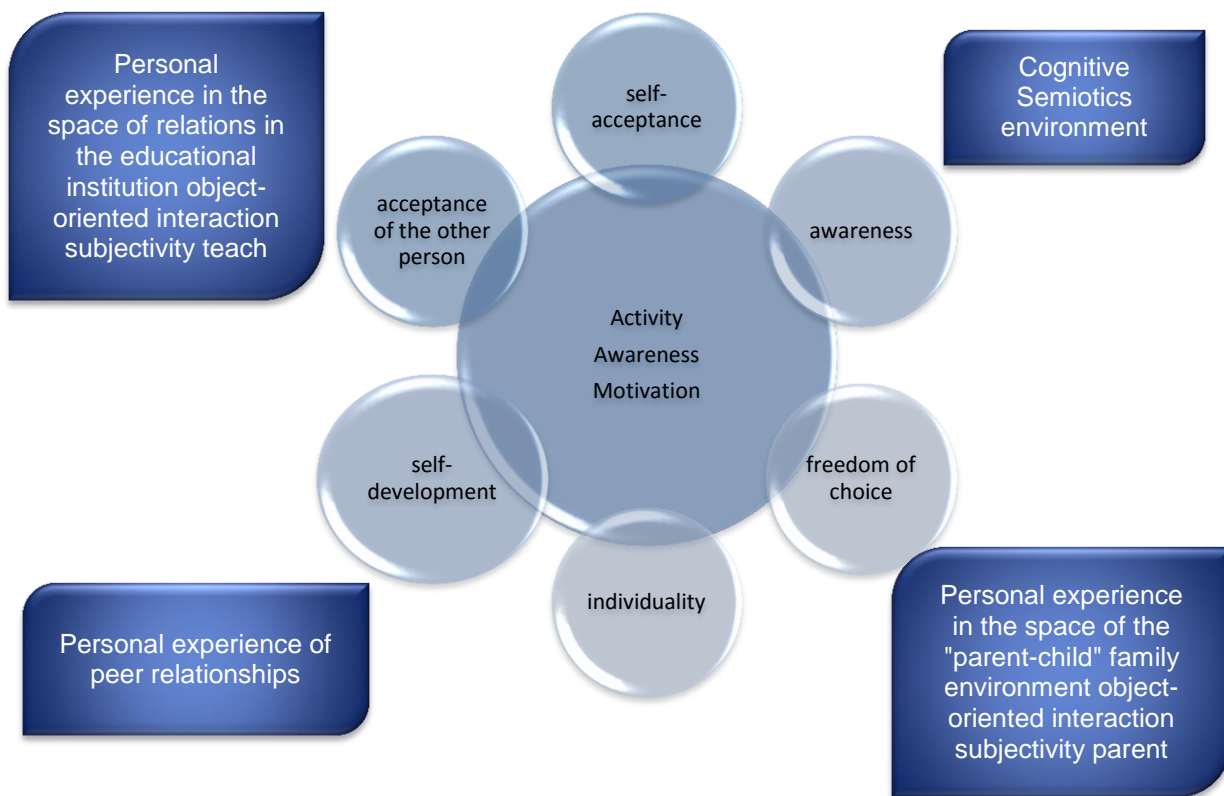 Personal
experience in the
space of relations in
the educational
institution object-
oriented interaction
subjectivity teach
self-
acceptance
Cognitive
Semiotics
environment
acceptance
of the other
person
awareness
Activity
Awareness
Motivation
self-
development
freedom of
choice
individuality
Personal experience of
peer relationships
Personal experience
in the space of the
"parent-child" family
environment object-
oriented interaction
subjectivity parent